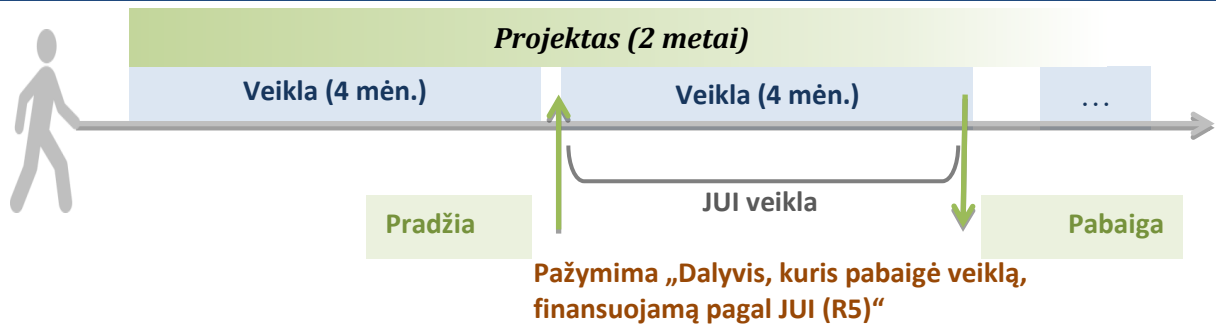 Projektas (2 metai)
Veikla (4 mėn.)
Veikla (4 mėn.)
...
JUI veikla
Pradžia
Pabaiga
Pažymima „Dalyvis, kuris pabaigė veiklą,
finansuojamą pagal JUI (R5)“